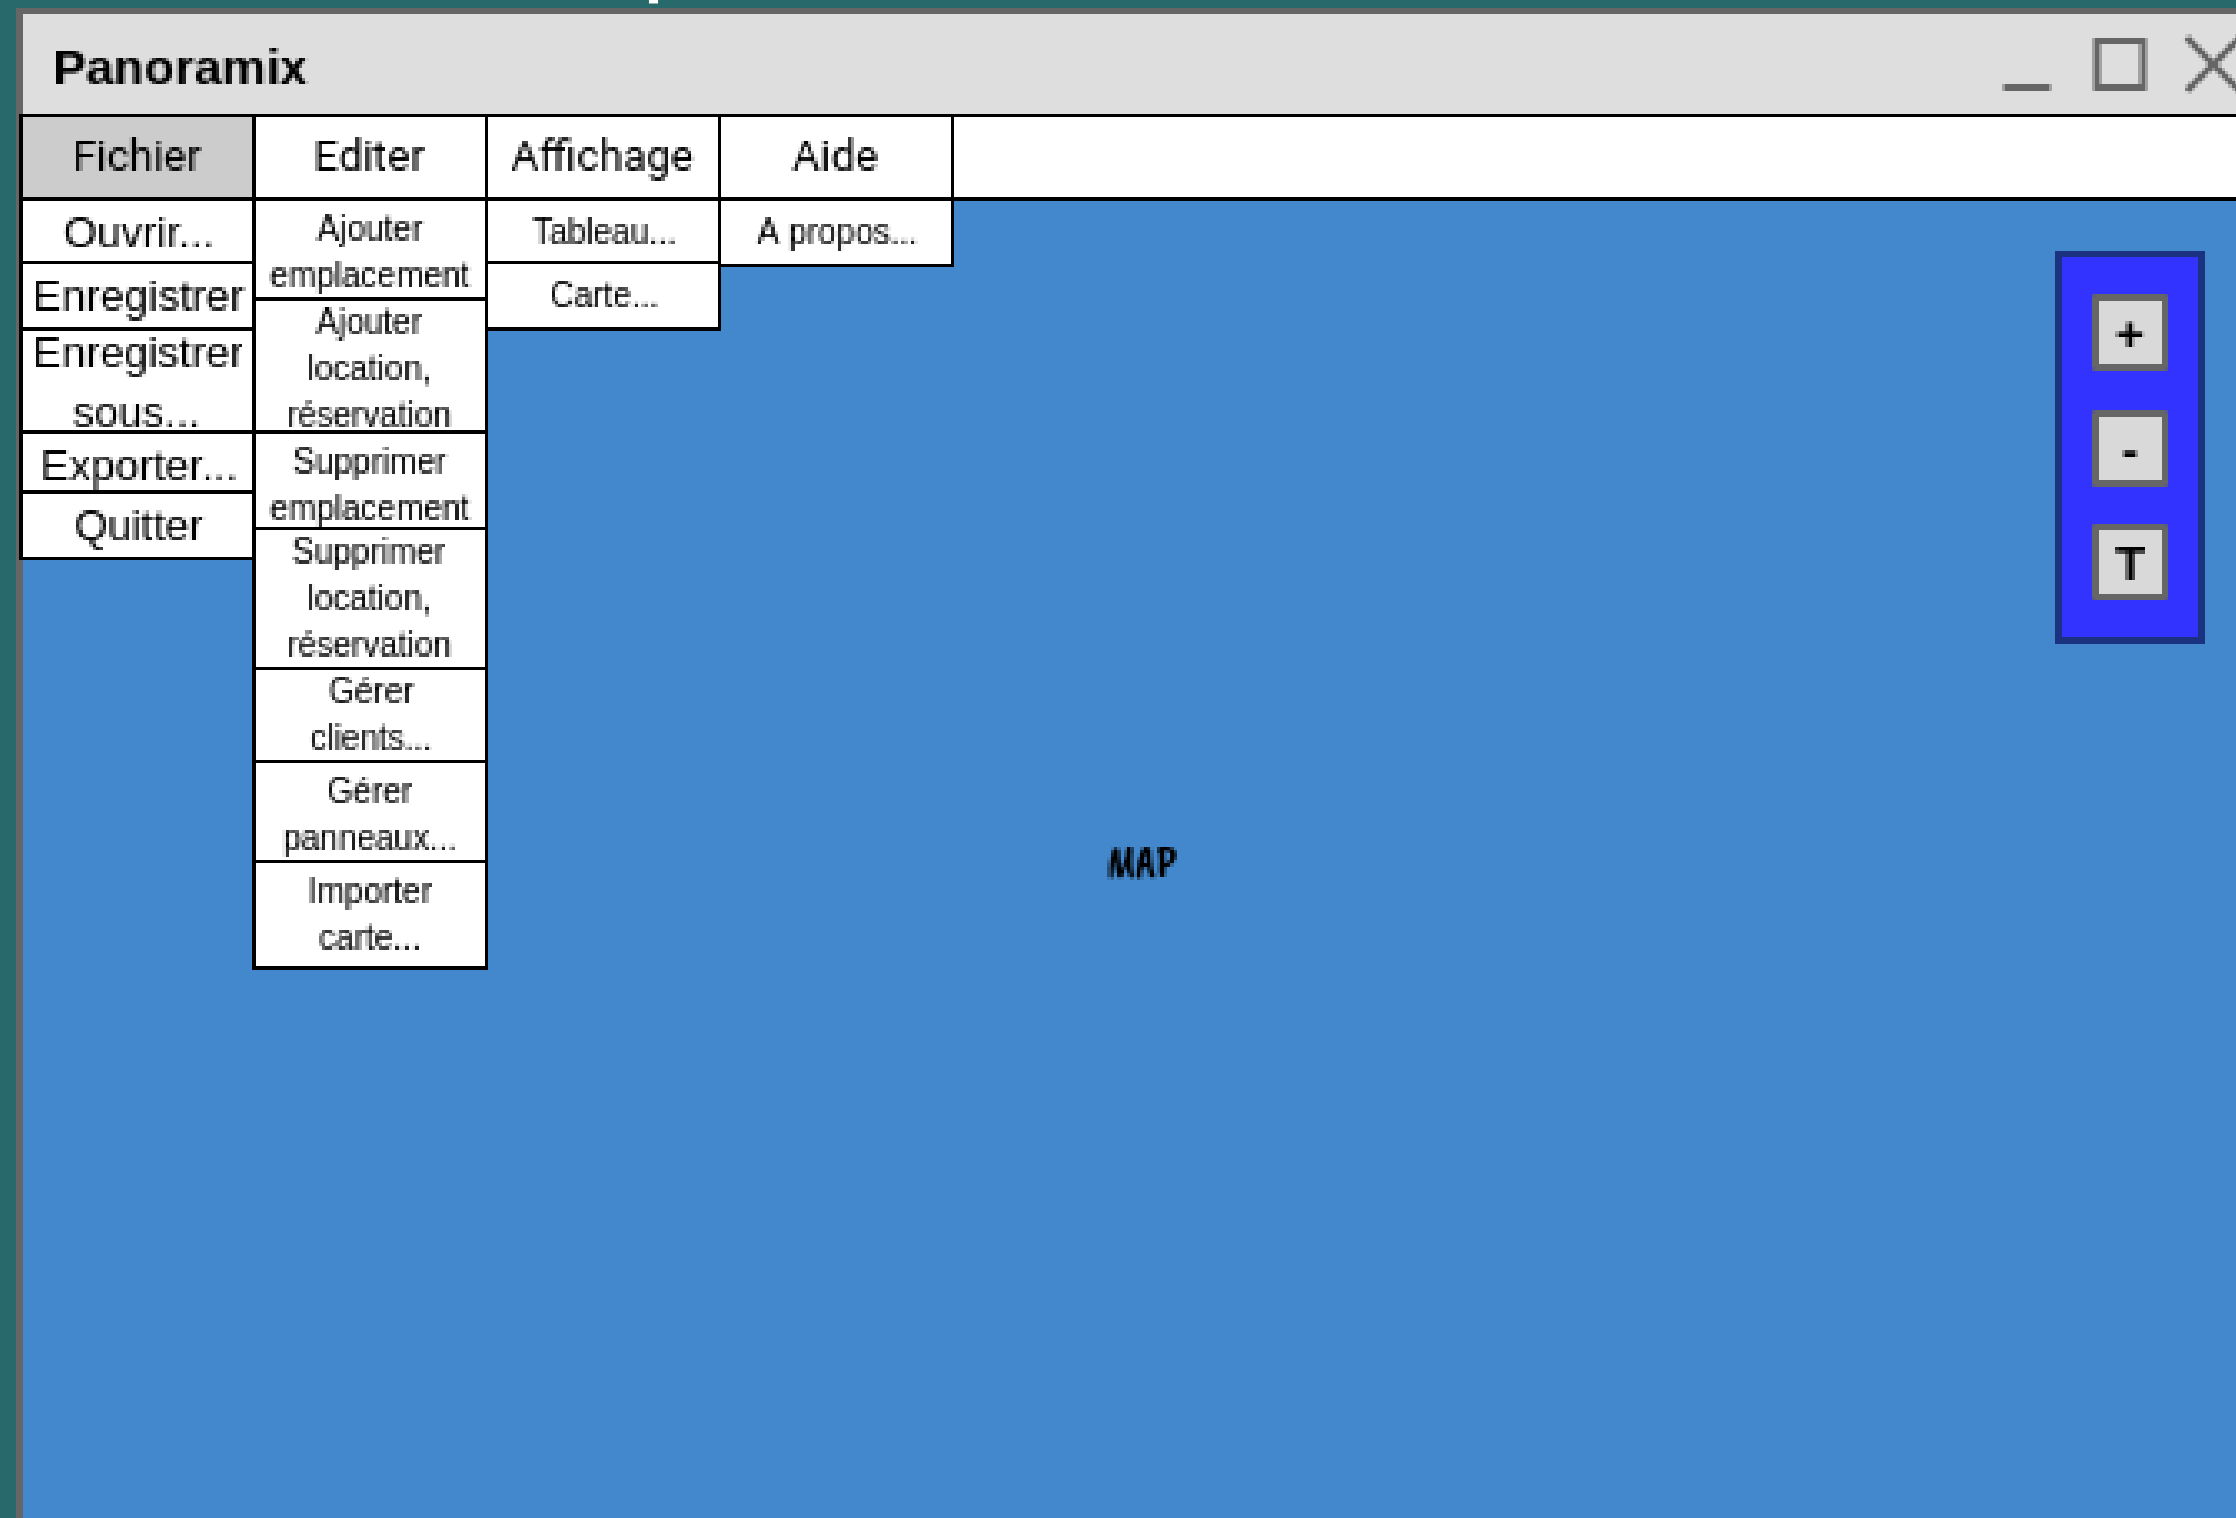 Panoramix
Fichier
Editer
Affichage
Aide
Ouvrir...
Enregistrer
Enregistrer
sous...
Exporter...
Quitter
Ajouter
emplacement
Ajouter
location,
réservation
Supprimer
emplacement
Supprimer
location,
réservation
Gérer
clients...
Gérer
panneaux...
Importer
carte...
Tableau...
Carte...
A propos...
+
-
T
MAP